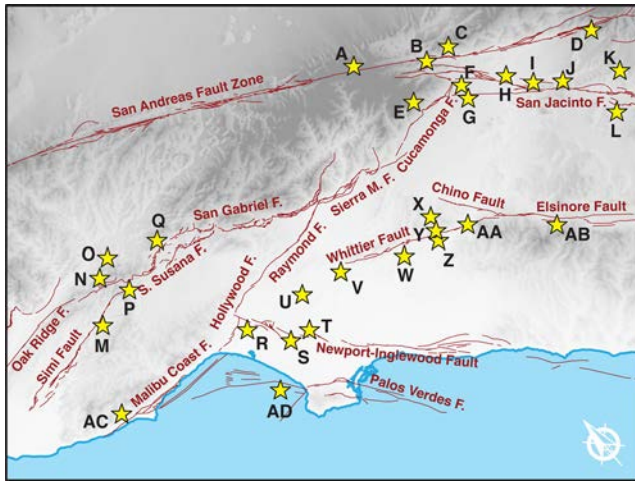 C
D
B
A
K
F
H
I
J
San Andreas Fault Zone
E
G
San Jacinto F.
L
Sierra M. F. Cucamonga F.
Chino Fault
San Gabriel F.
X
Elsinore Fault
Q
Y
AA
AB
O
S. Susana F.
Raymond F.
Whittier Fault
Z
N
W
P
Hollywood F.
V
U
Oak Ridge F.
Simi Fault
M
R
T
S
Newport-Inglewood Fault
Malibu Coast F.
Palos Verdes F.
AC
AD